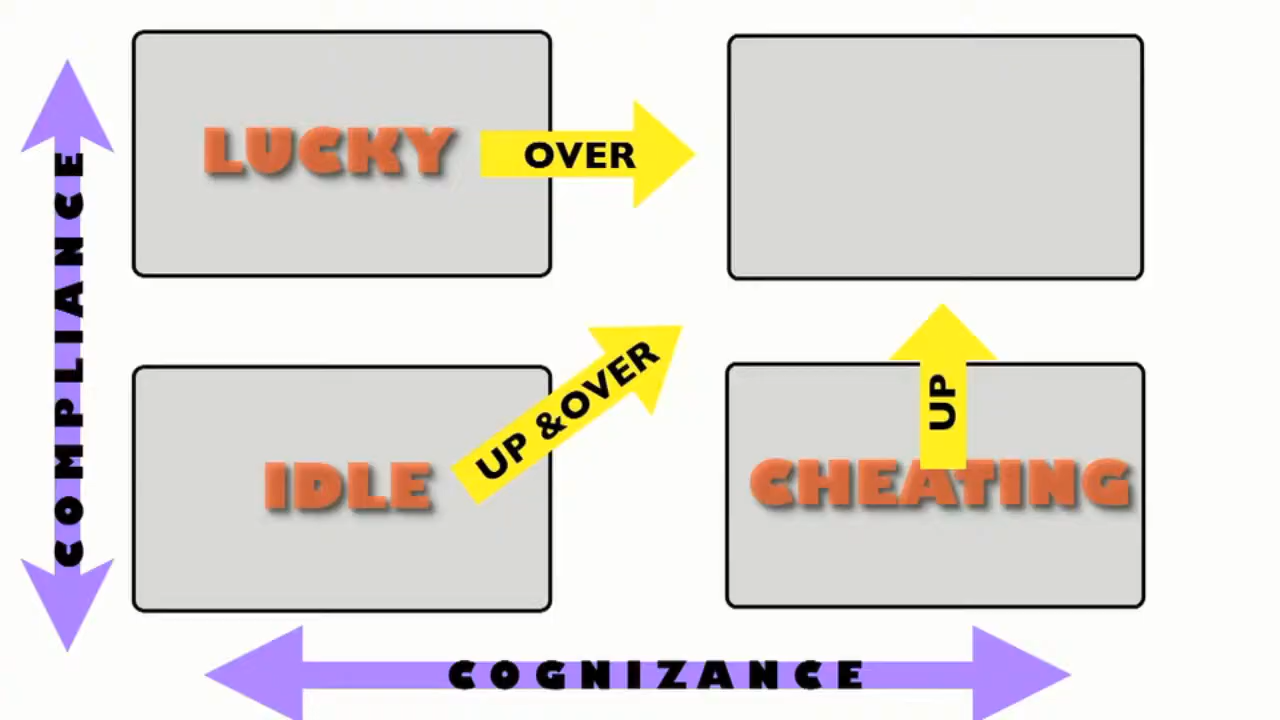 LUCKY
OVER
COMPLIANCE
UP &OVER
UP
IDLE
CHEATING
COGNIZANCE